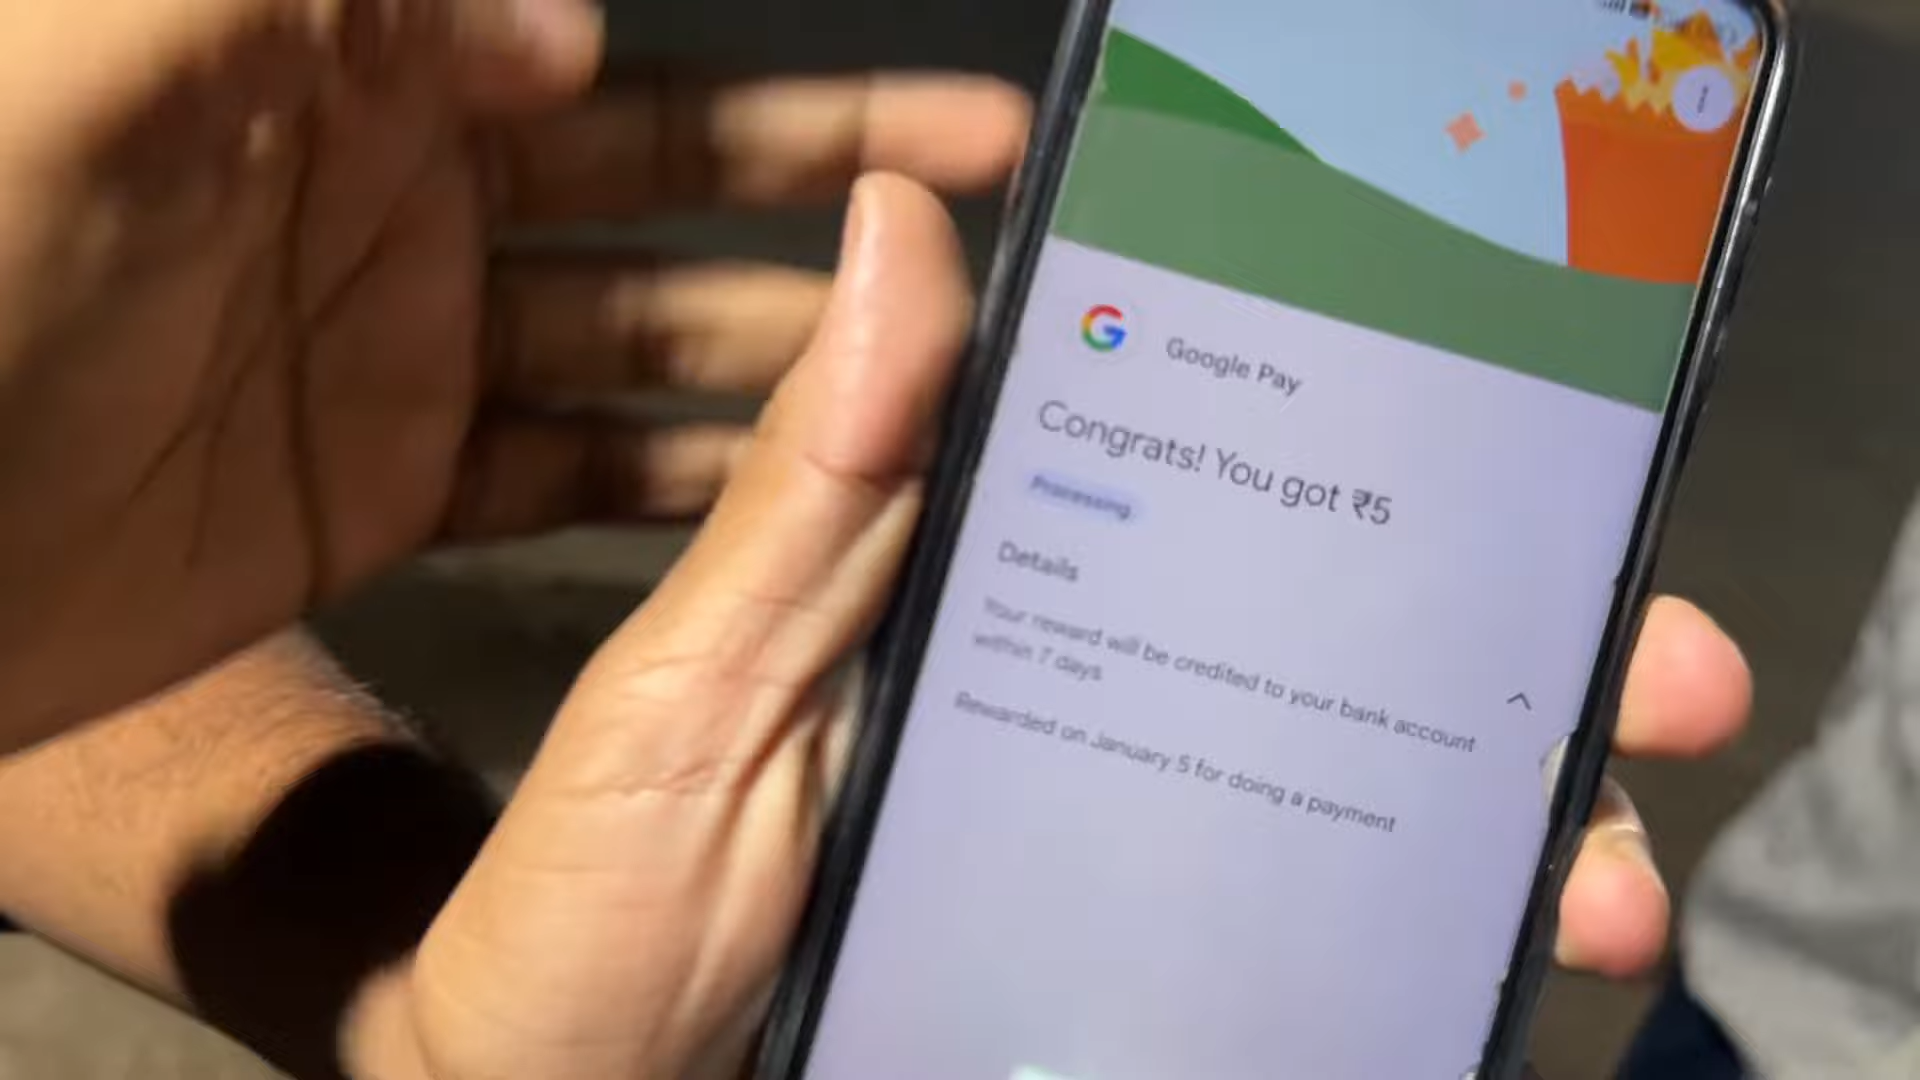 Google Pay
Congrats! You got ₹5
Processing
Details
Your reward will be credited to your bank account
within 7 days
Rewarded on January 5 for doing a payment